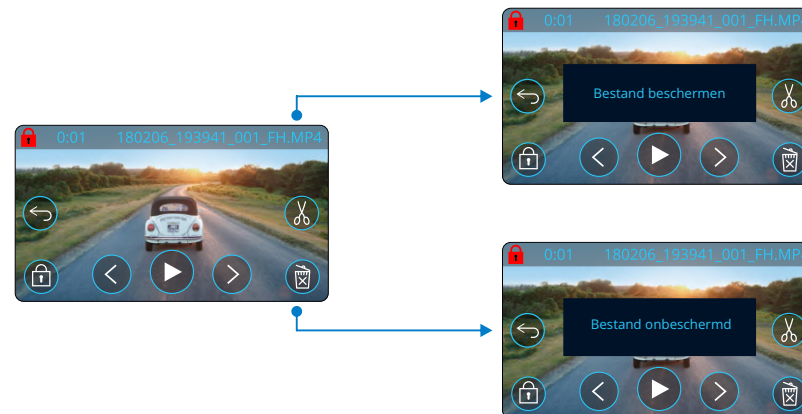 0:01 180206_193941_001_FH.MP4
0:01 180206_193941_001_FH.MP
Bestand beschermen
0:01 180206_193941_001_FH.MP
Bestand onbeschermd